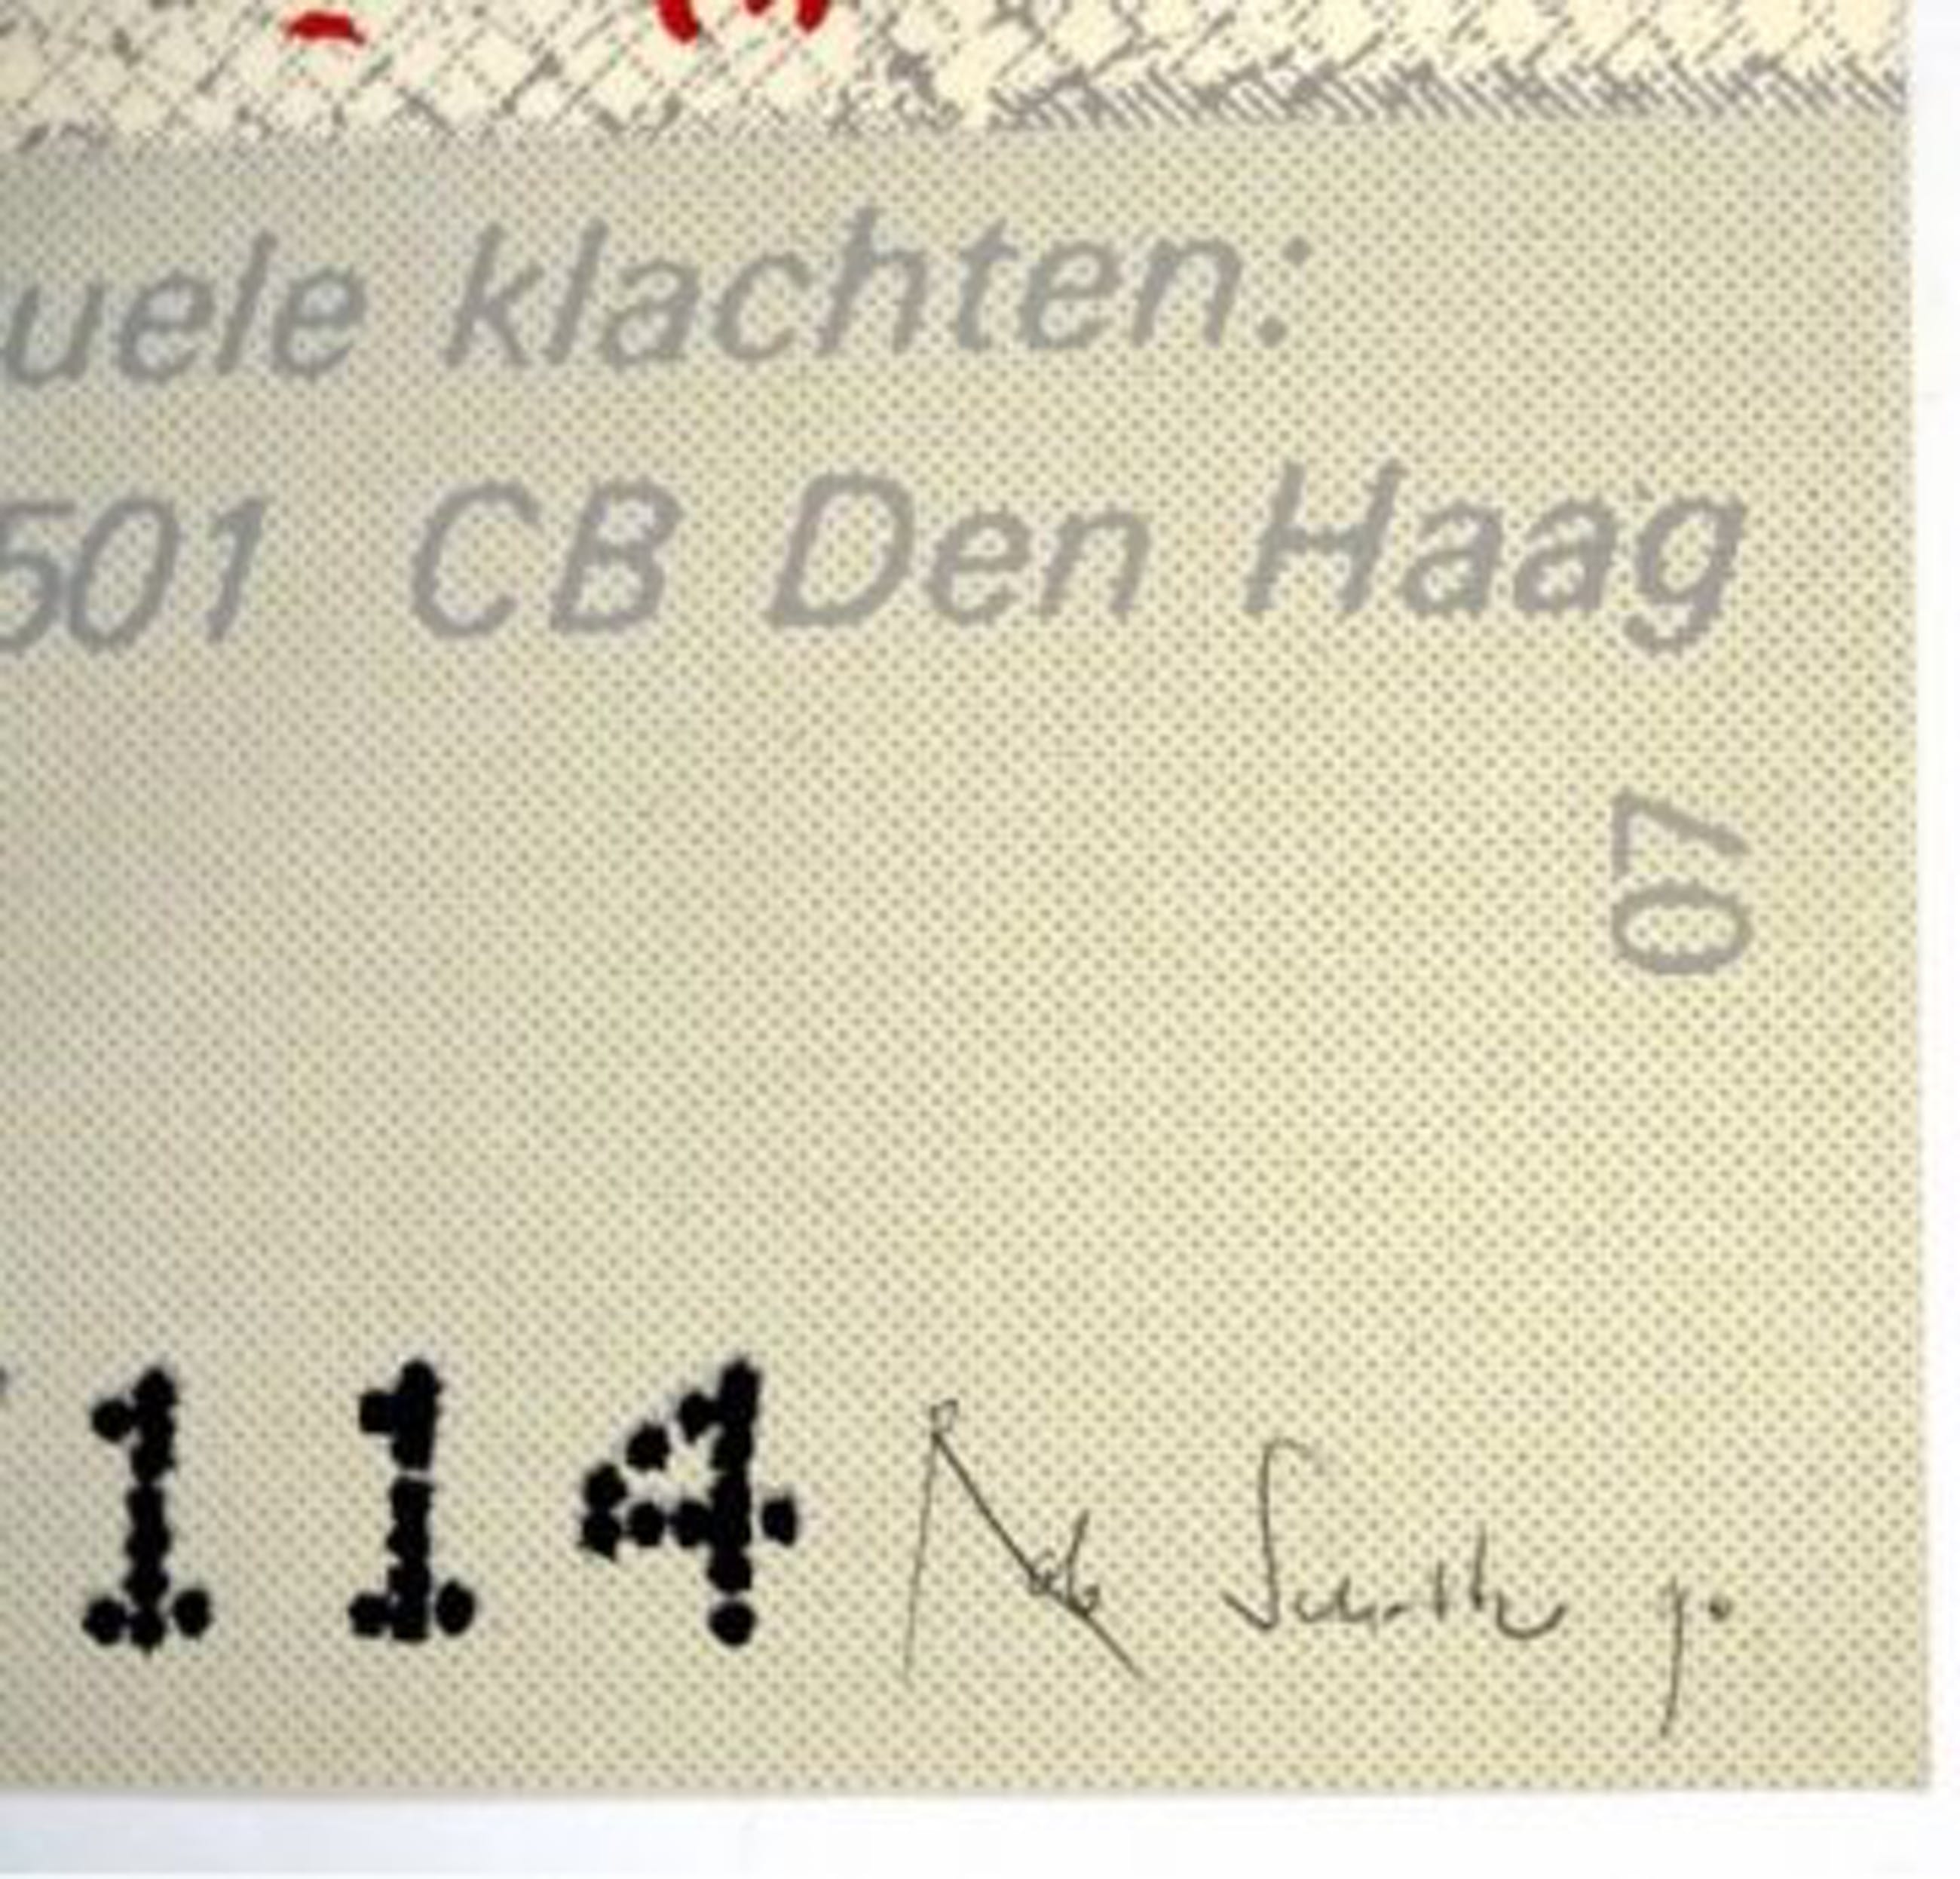 uele klachten:
501 CB Den Haag
07
114